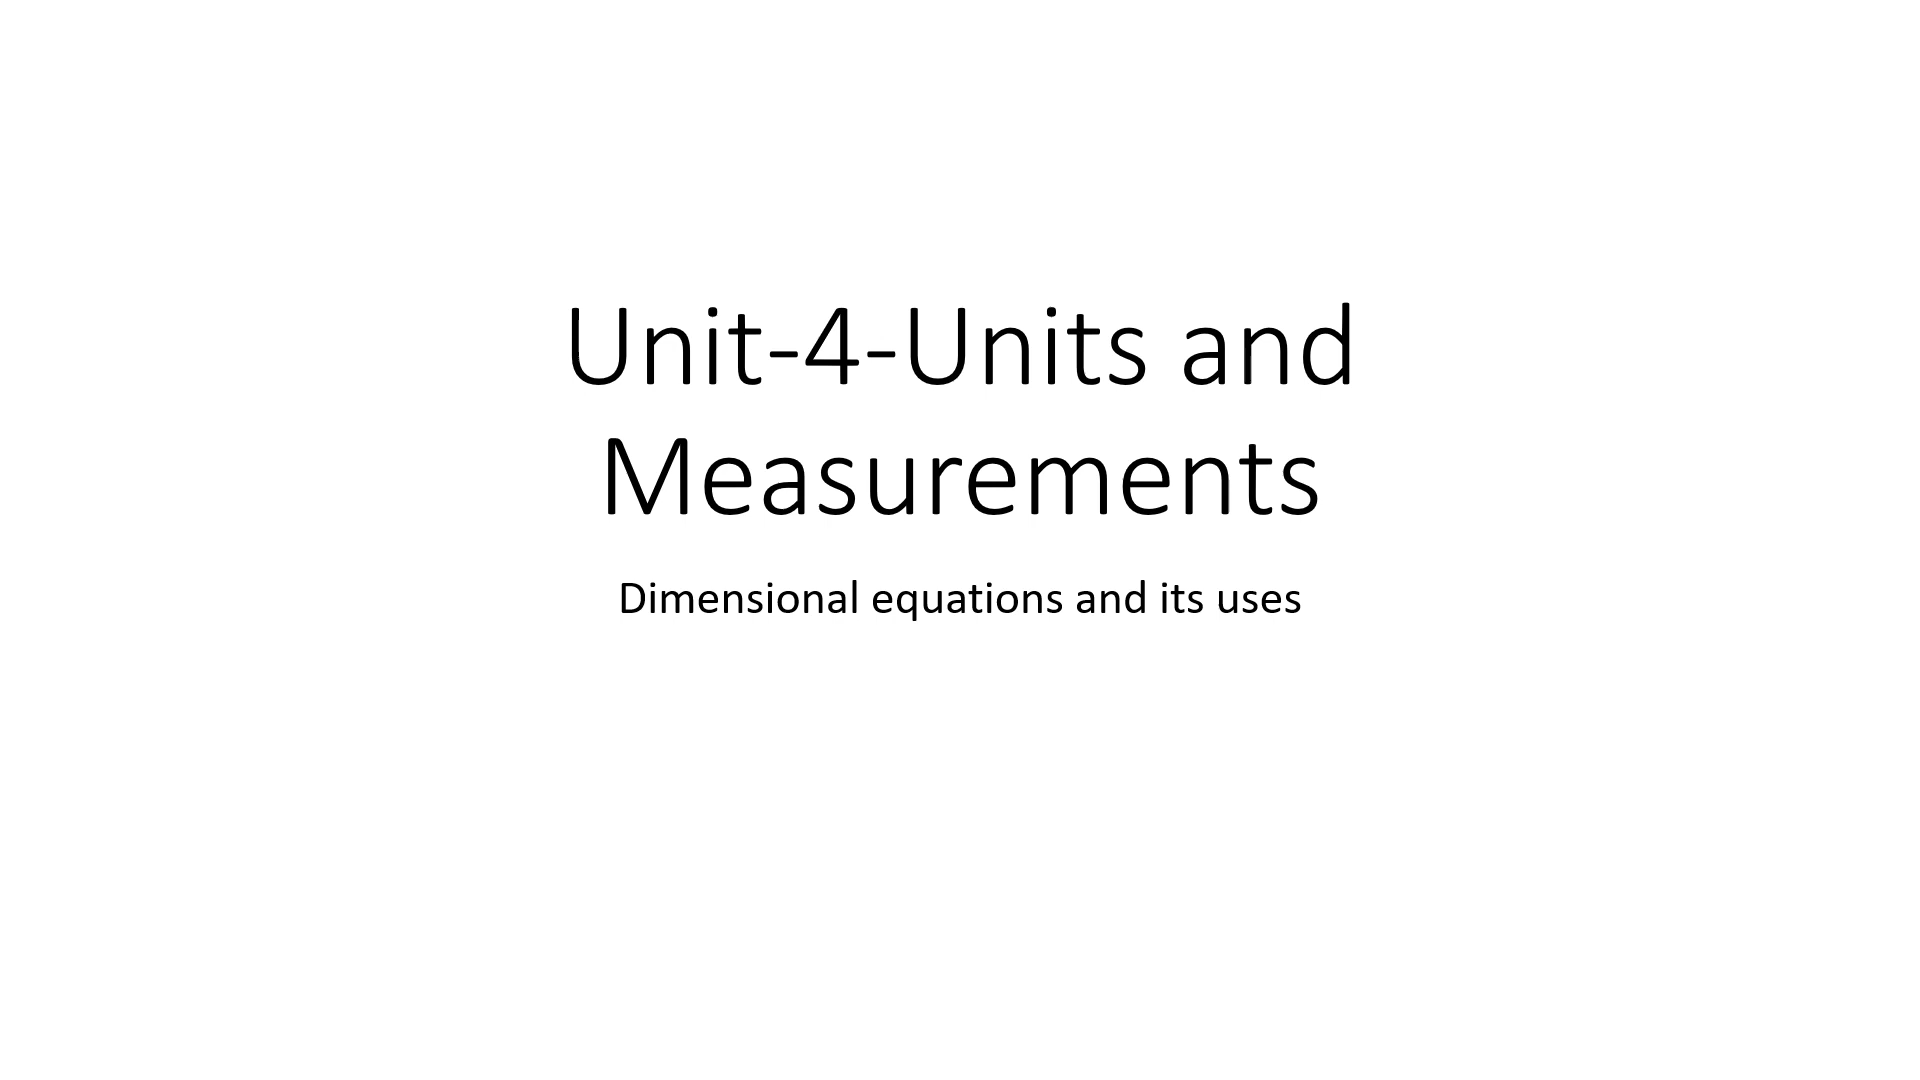 Unit-4-Units and
Measurements
Dimensional equations and its uses